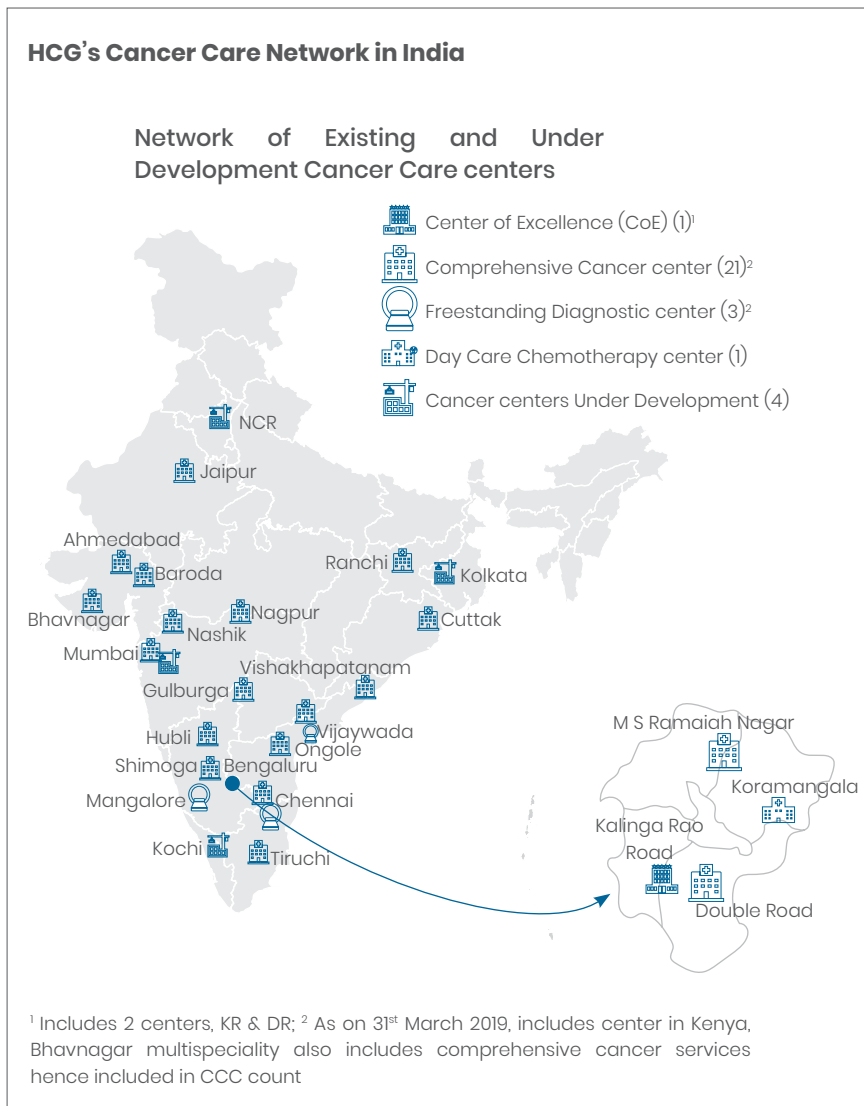 HCG's Cancer Care Network in India
Network of Existing and Under
Development Cancer Care centers
Center of Excellence (CoE) (1)¹
Comprehensive Cancer center (21)²
Freestanding Diagnostic center (3)²
Day Care Chemotherapy center (1)
Cancer centers Under Development (4)
NCR
Jaipur
Ahmedabad
Baroda
Bhavnagar
Ranchi
Kolkata
Nagpur
Nashik
Cuttak
Mumbai
Vishakhapatanam
Gulburga
Vijaywada
Hubli
Ongole
Shimoga
Bengaluru
Mangalore
Chennai
Kochi
Tiruchi
M S Ramaiah Nagar
Koramangala
Kalinga Rao
Road
Double Road
¹ Includes 2 centers, KR & DR; ² As on 31st March 2019, includes center in Kenya,
Bhavnagar multispeciality also includes comprehensive cancer services
hence included in CCC count